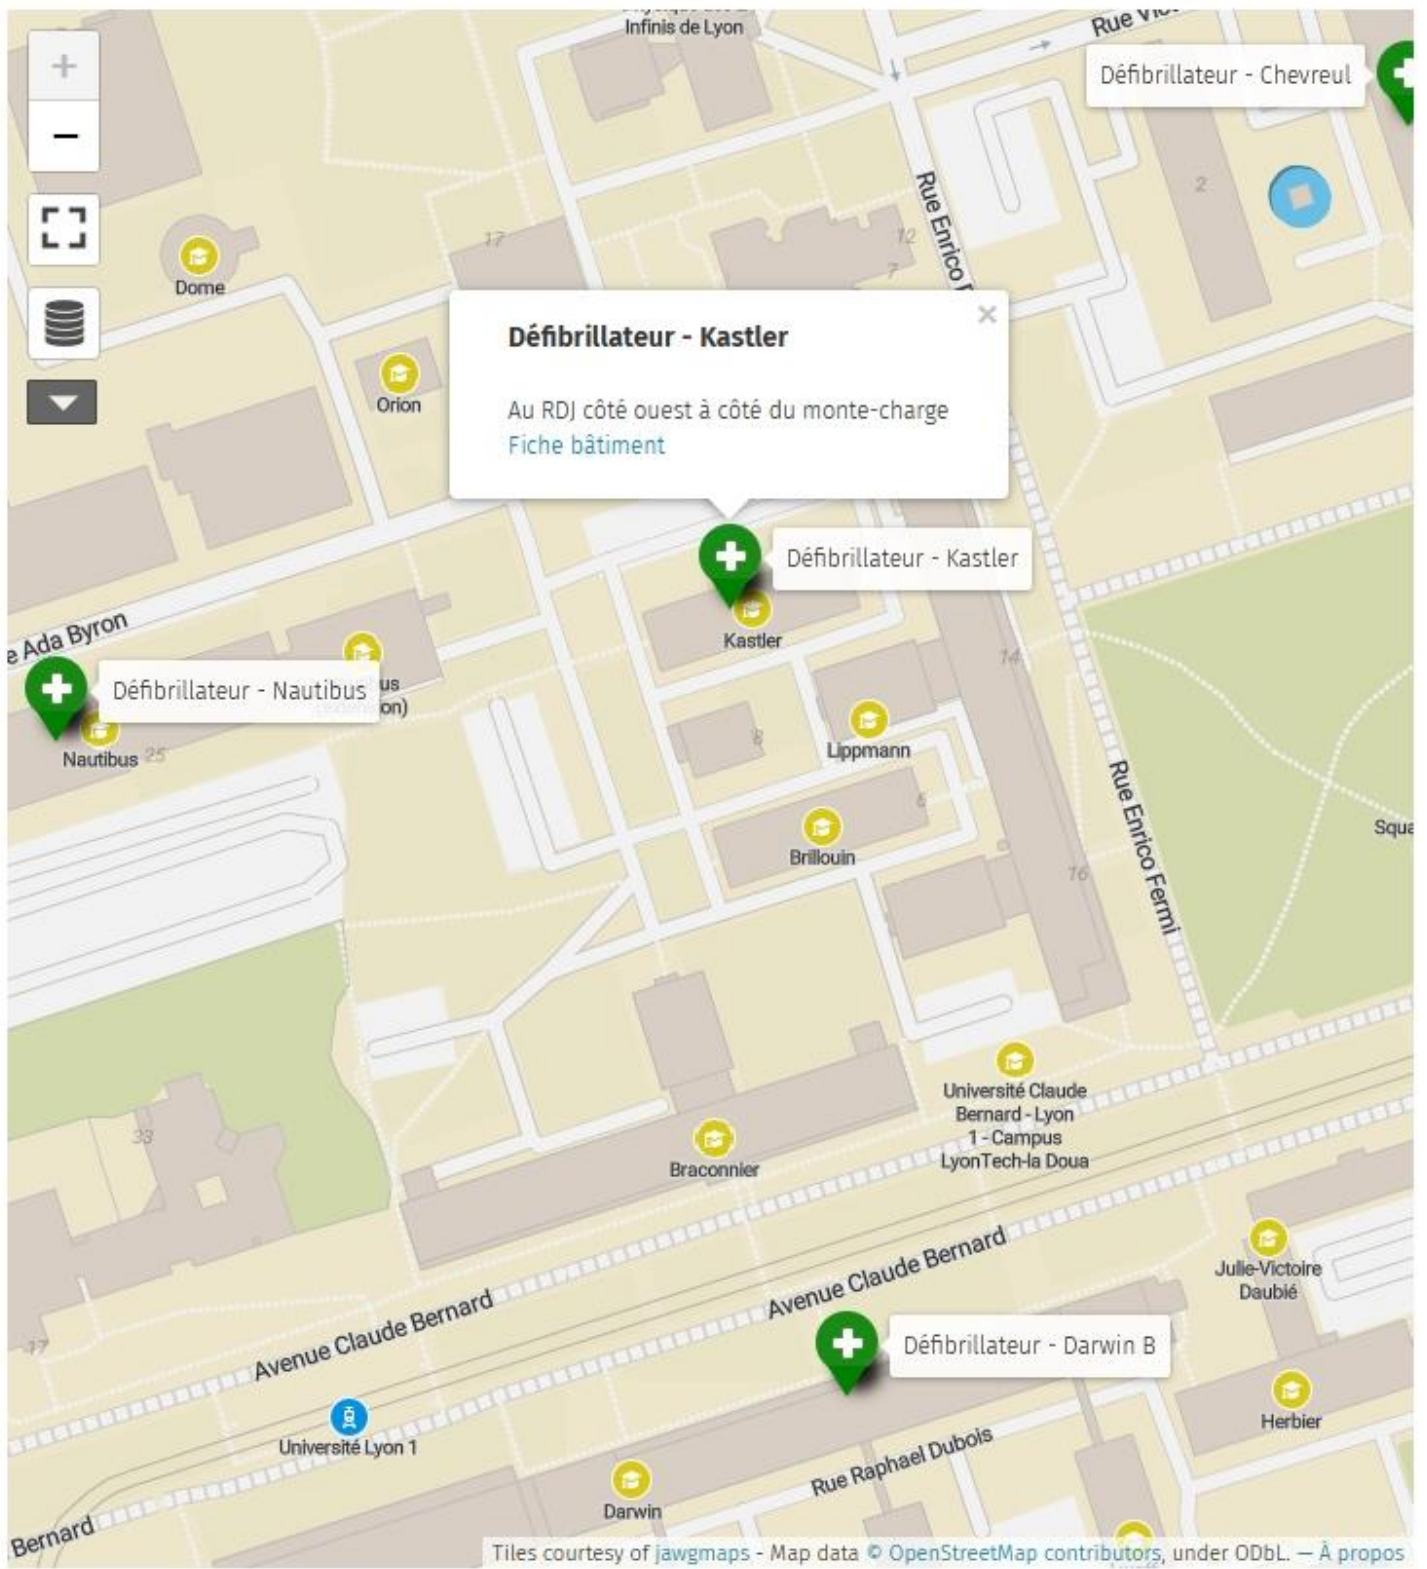 Infinis de Lyon
Rue
Défibrillateur - Chevreul
+
−
Rue Enrico
2
17
12
7
Dome
Défibrillateur - Kastler
×
Au RDJ côté ouest à côté du monte-charge
Fiche bâtiment
Orion
Défibrillateur - Kastler
Kastler
Ada Byron
Défibrillateur - Nautibus
Nautibus
25
14
8
Lippmann
6
Brillouin
Rue Enrico Fermi
16
Université Claude
Bernard - Lyon
1 - Campus
LyonTech-la Doua
33
Braconnier
Julie-Victoire
Daubié
Avenue Claude Bernard
Avenue Claude Bernard
17
Défibrillateur - Darwin B
Herbier
Université Lyon 1
Rue Raphael Dubois
Darwin
Bernard
Tiles courtesy of jawgmaps - Map data © OpenStreetMap contributors, under ODbL. — À propos